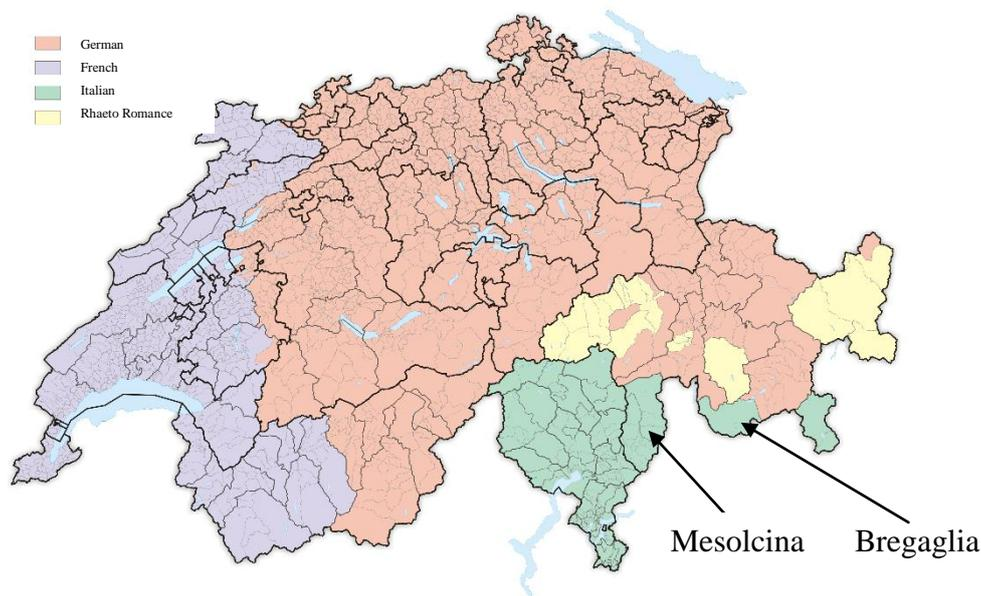 German
French
Italian
Rhaeto Romance
Mesolcina
Bregaglia